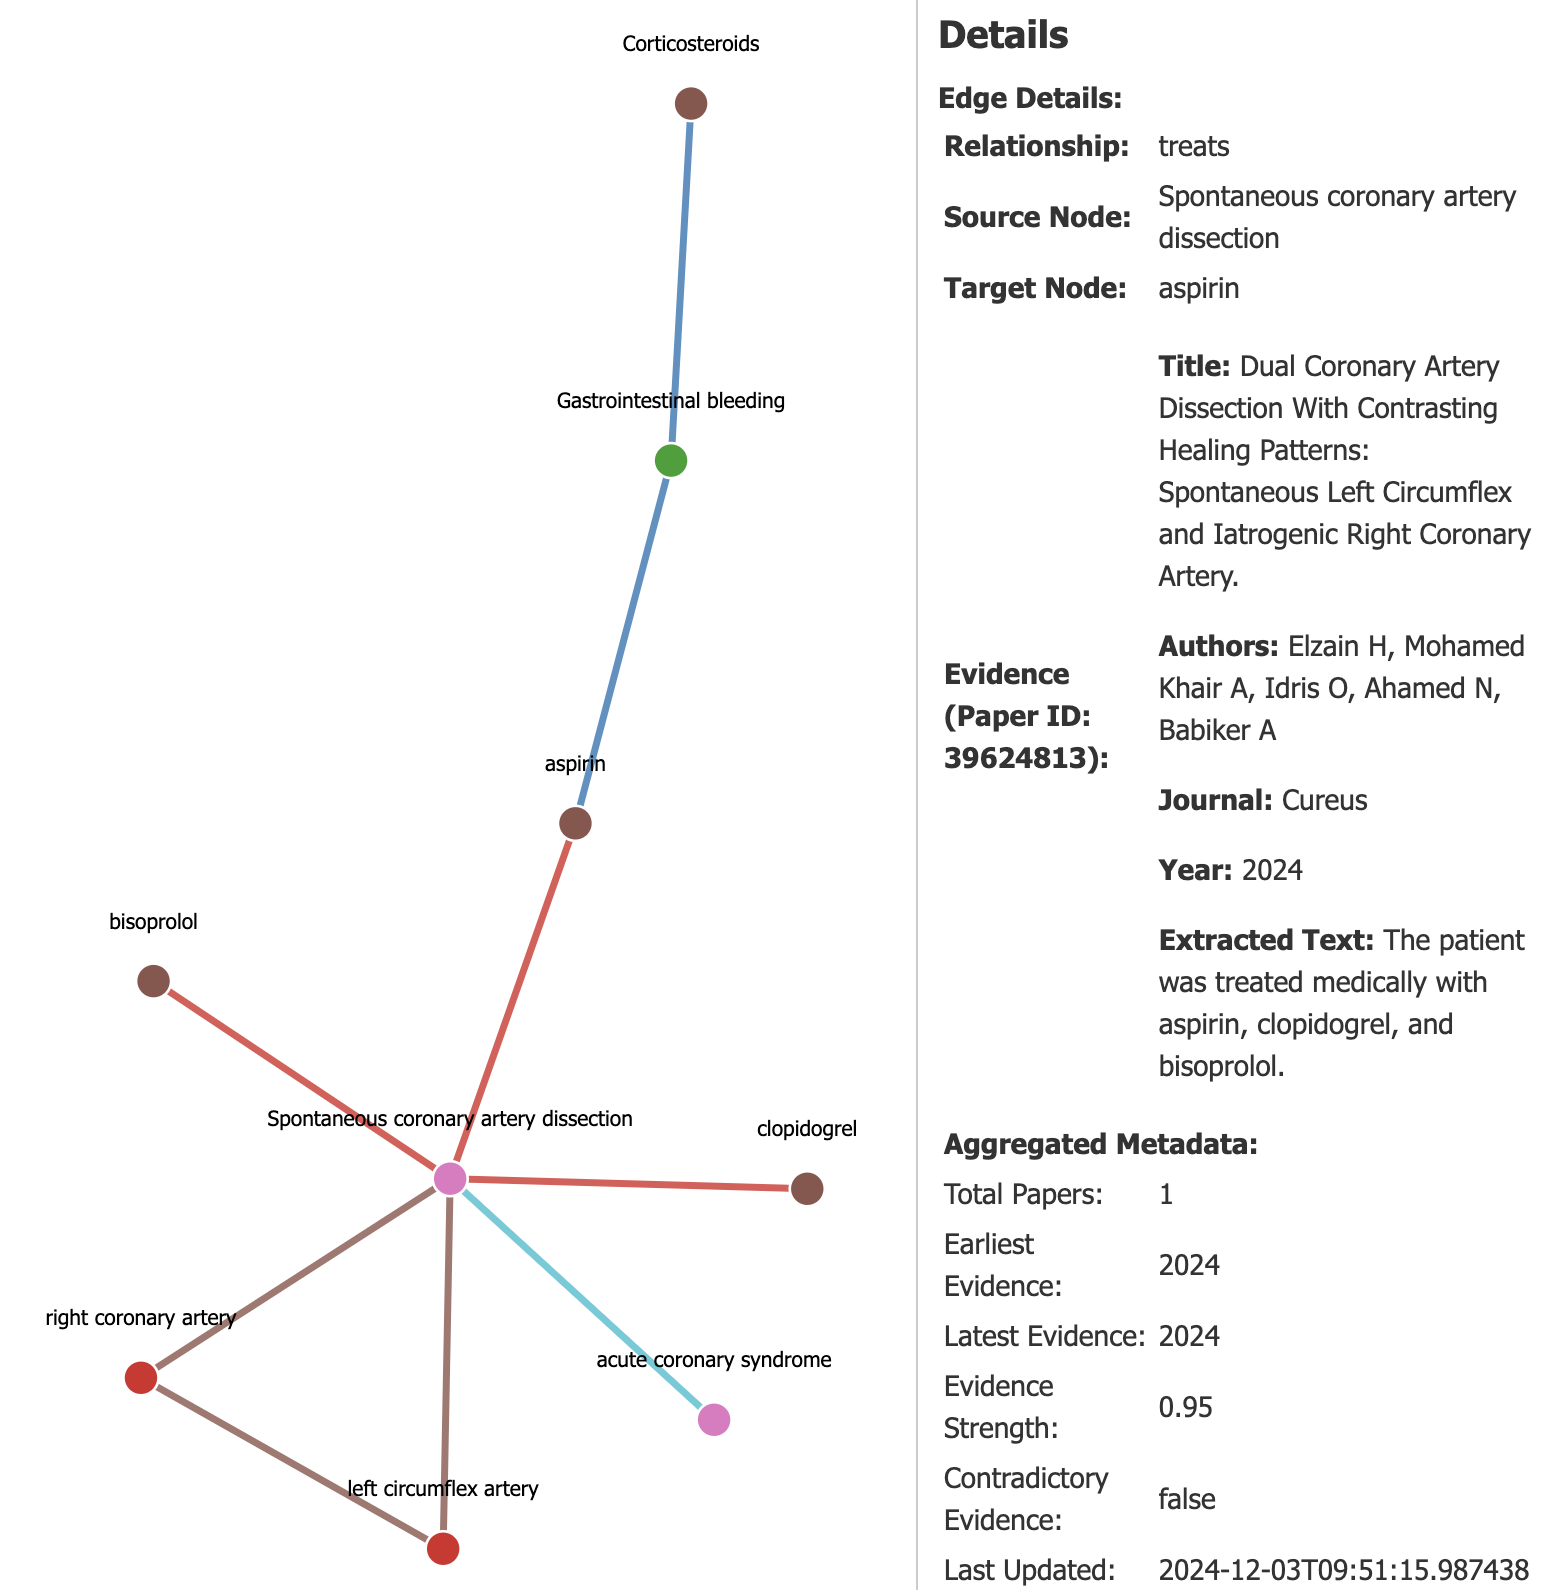 Corticosteroids
Gastrointestinal bleeding
aspirin
bisoprolol
Spontaneous coronary artery dissection
clopidogrel
right coronary artery
acute coronary syndrome
left circumflex artery
Details
Edge Details:
Relationship: treats
Source Node: Spontaneous coronary artery
dissection
Target Node: aspirin
Evidence
(Paper ID:
39624813):
Title: Dual Coronary Artery
Dissection With Contrasting
Healing Patterns:
Spontaneous Left Circumflex
and Iatrogenic Right Coronary
Artery.
Authors: Elzain H, Mohamed
Khair A, Idris O, Ahamed N,
Babiker A
Journal: Cureus
Year: 2024
Extracted Text: The patient
was treated medically with
aspirin, clopidogrel, and
bisoprolol.
Aggregated Metadata:
Total Papers: 1
Earliest
Evidence: 2024
Latest Evidence: 2024
Evidence
Strength: 0.95
Contradictory
Evidence: false
Last Updated: 2024-12-03T09:51:15.987438